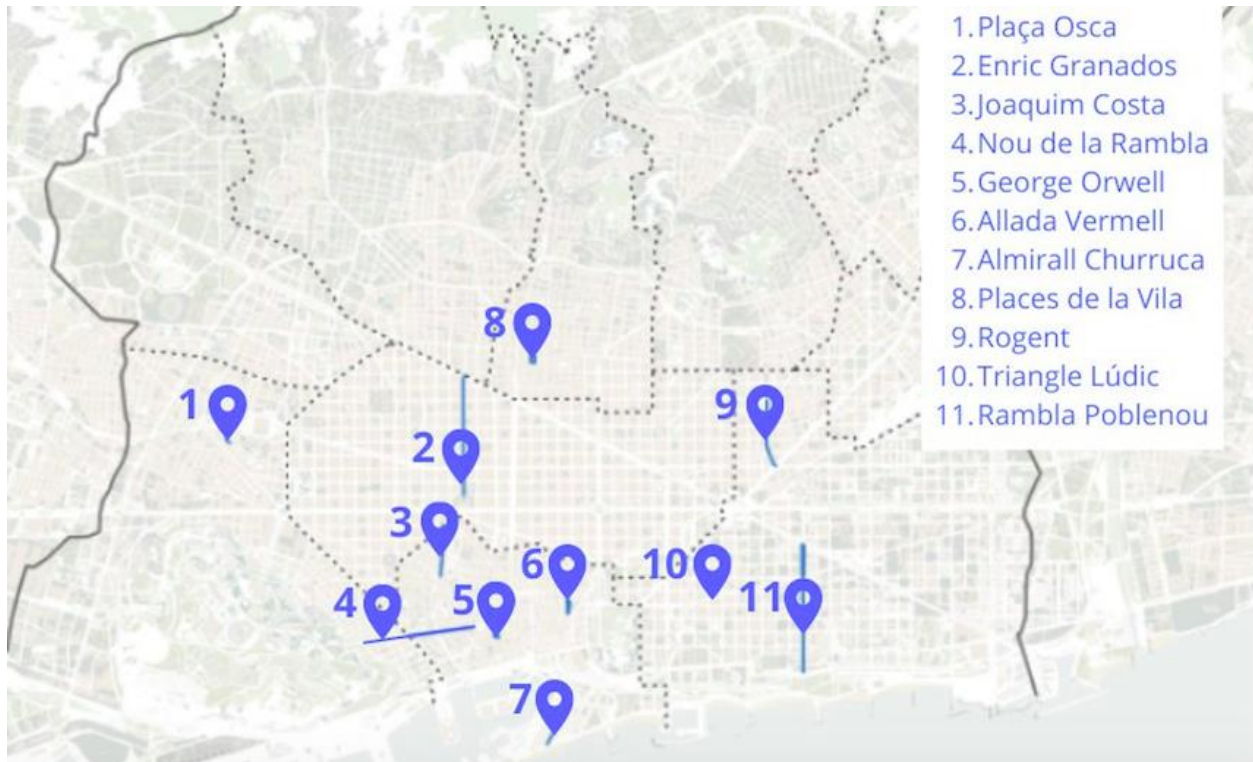 1. Plaça Osca
2. Enric Granados
3. Joaquim Costa
4. Nou de la Rambla
5. George Orwell
6. Allada Vermell
7. Almirall Churruca
8. Places de la Vila
9. Rogent
10. Triangle Lúdic
11. Rambla Poblenou
8
1
9
2
3
6
10
4
5
11
7